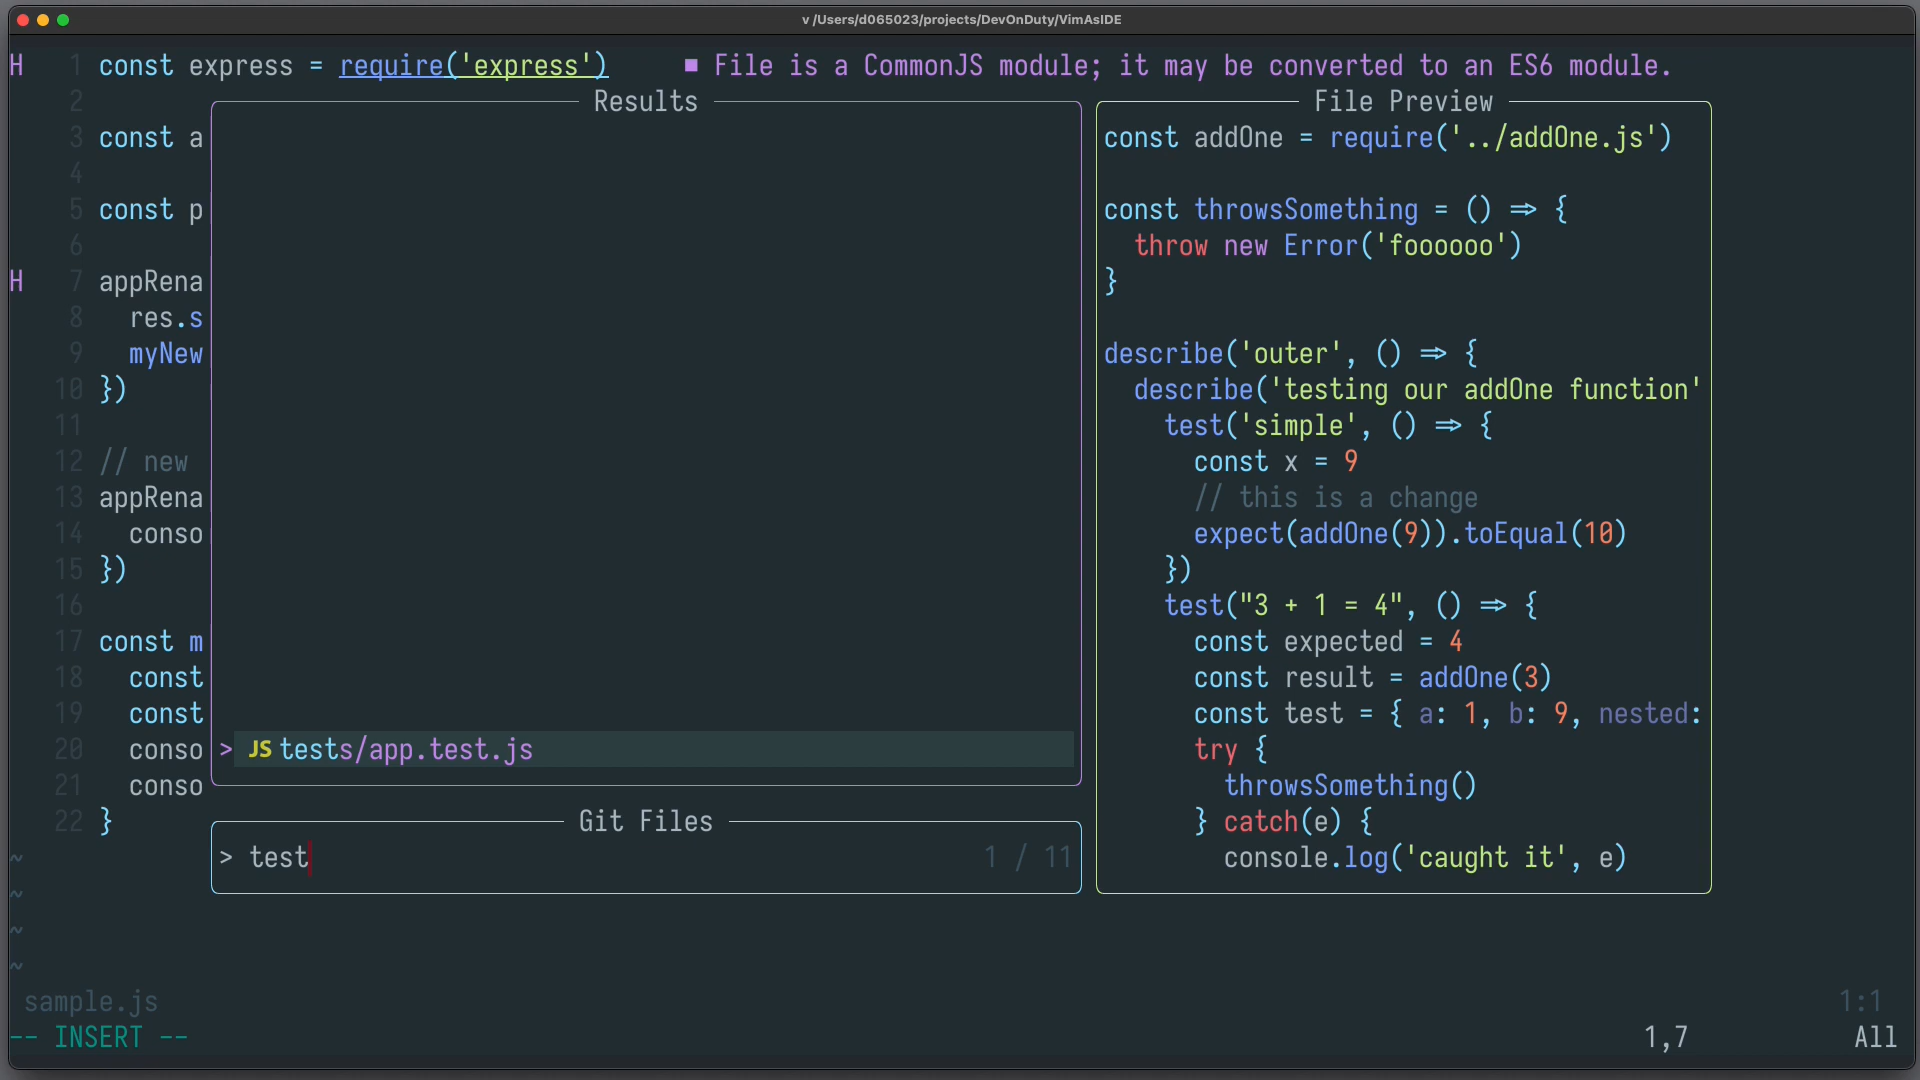 v /Users/d065023/projects/DevOnDuty/VimAsIDE
H 1 const express = require('express') ■ File is a CommonJS module; it may be converted to an ES6 module.
2
3 const a
4
5 const p
6
H 7 appRena
8 res.s
9 myNew
10 })
11
12 // new
13 appRena
14 conso
15 })
16
17 const m
18 const
19 const
20 conso
21 conso
22 }
~
~
~
~
Results
> JS tests/app.test.js
Git Files
> test 1 / 11
File Preview
const addOne = require('../addOne.js')
const throwsSomething = () => {
throw new Error('foooooo')
}
describe('outer', () => {
describe('testing our addOne function'
test('simple', () => {
const x = 9
// this is a change
expect(addOne(9)).toEqual(10)
})
test("3 + 1 = 4", () => {
const expected = 4
const result = addOne(3)
const test = { a: 1, b: 9, nested:
try {
throwsSomething()
} catch(e) {
console.log('caught it', e)
sample.js 1:1
-- INSERT -- 1,7 All